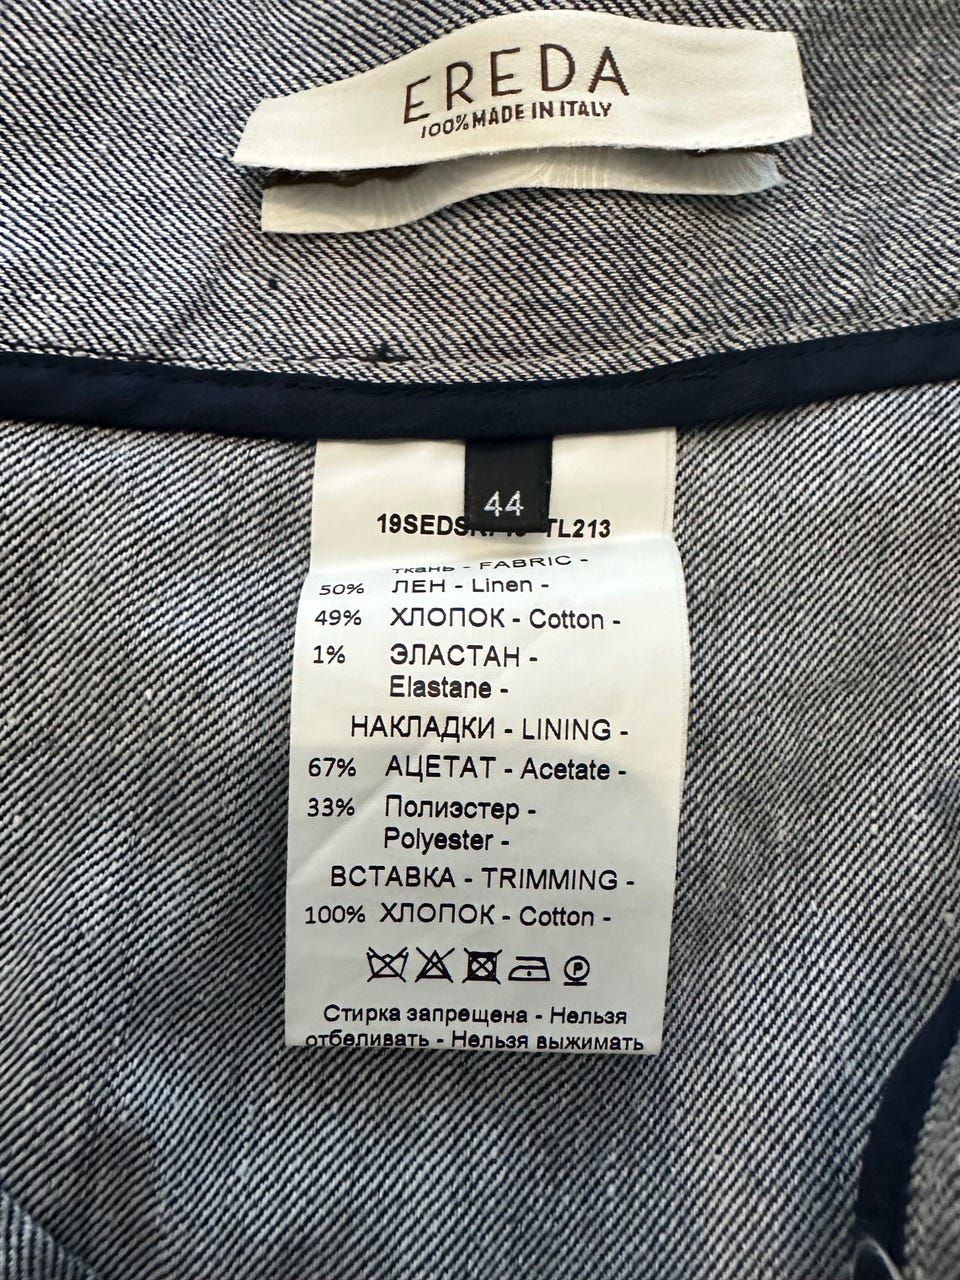 EREDA
100% MADE IN ITALY
44
TL213
ткань - FABRIC -
50% ЛЕН - Linen -
49% ХЛОПОК - Cotton -
1% ЭЛАСТАН -
Elastane -
НАКЛАДКИ - LINING -
67% АЦЕТАТ - Acetate -
33% Полиэстер -
Polyester -
ВСТАВКА - TRIMMING -
100% ХЛОПОК - Cotton -
P
Стирка запрещена - Нельзя
отбеливать - Нельзя выжимать